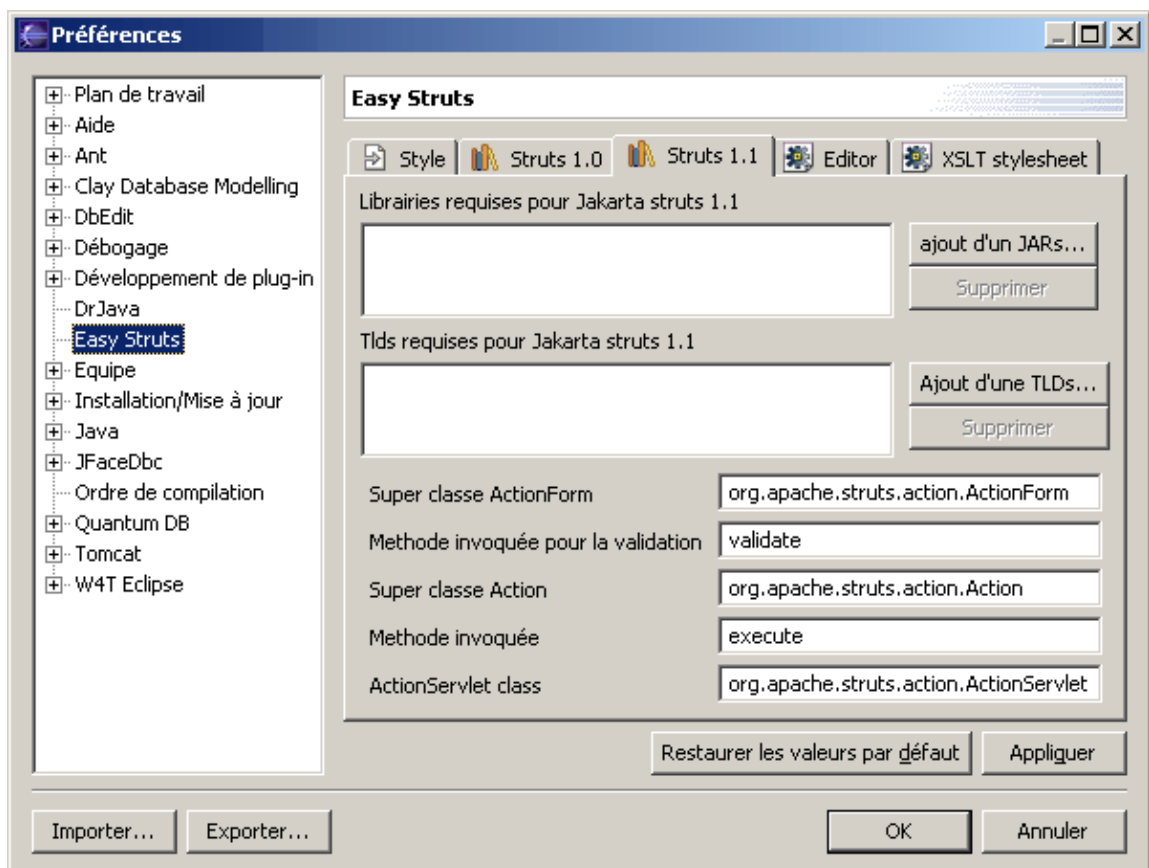 Préférences
Plan de travail
Aide
Ant
Clay Database Modelling
DbEdit
Débogage
Développement de plug-in
DrJava
Easy Struts
Equipe
Installation/Mise à jour
Java
JFaceDbc
Ordre de compilation
Quantum DB
Tomcat
W4T Eclipse
Easy Struts
Style Struts 1.0 Struts 1.1 Editor XSLT stylesheet
Librairies requises pour Jakarta struts 1.1
ajout d'un JARs...
Supprimer
Tlds requises pour Jakarta struts 1.1
Ajout d'une TLDs...
Supprimer
Super classe ActionForm org.apache.struts.action.ActionForm
Methode invoquée pour la validation validate
Super classe Action org.apache.struts.action.Action
Methode invoquée execute
ActionServlet class org.apache.struts.action.ActionServlet
Restaurer les valeurs par défaut Appliquer
Importer... Exporter... OK Annuler